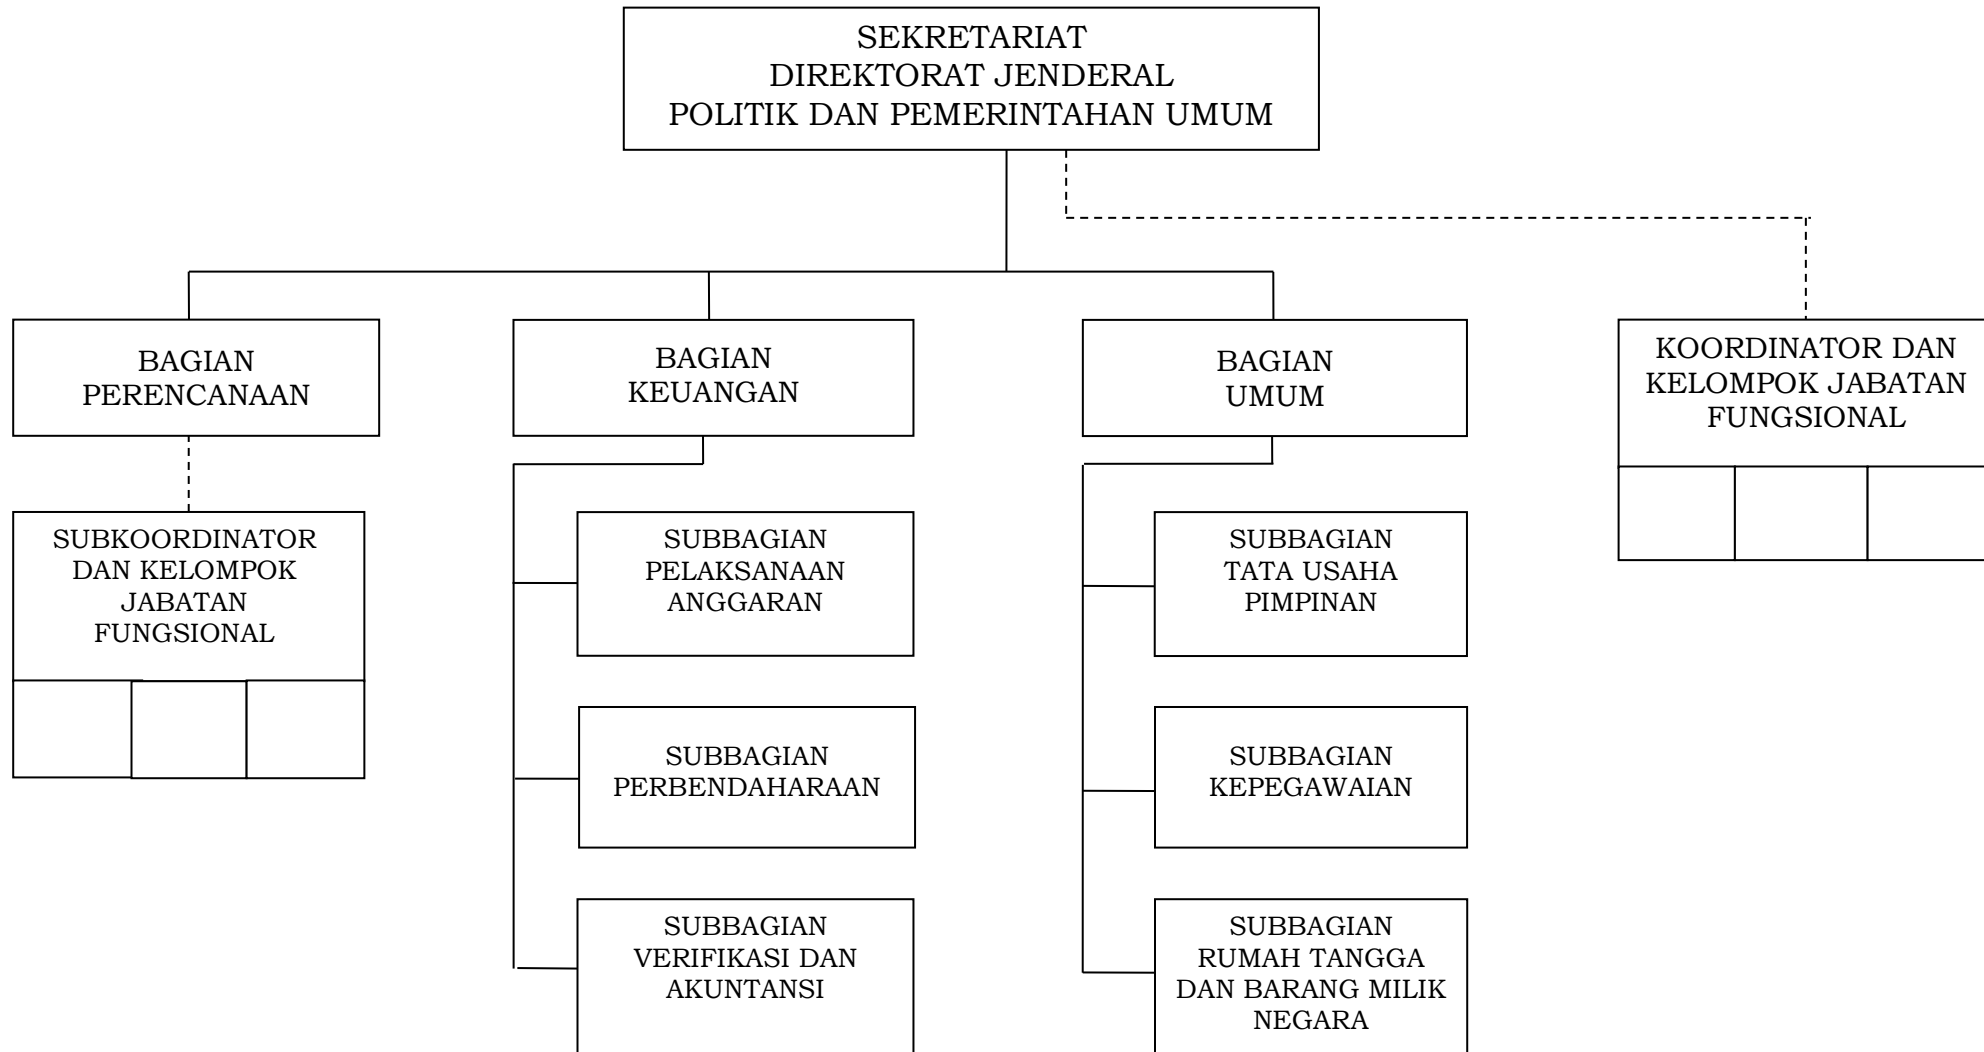 SEKRETARIAT
DIREKTORAT JENDERAL
POLITIK DAN PEMERINTAHAN UMUM
BAGIAN
PERENCANAAN
BAGIAN
KEUANGAN
BAGIAN
UMUM
KOORDINATOR DAN
KELOMPOK JABATAN
FUNGSIONAL
SUBKOORDINATOR
DAN KELOMPOK
JABATAN
FUNGSIONAL
SUBBAGIAN
PELAKSANAAN
ANGGARAN
SUBBAGIAN
TATA USAHA
PIMPINAN
SUBBAGIAN
PERBENDAHARAAN
SUBBAGIAN
KEPEGAWAIAN
SUBBAGIAN
VERIFIKASI DAN
AKUNTANSI
SUBBAGIAN
RUMAH TANGGA
DAN BARANG MILIK
NEGARA